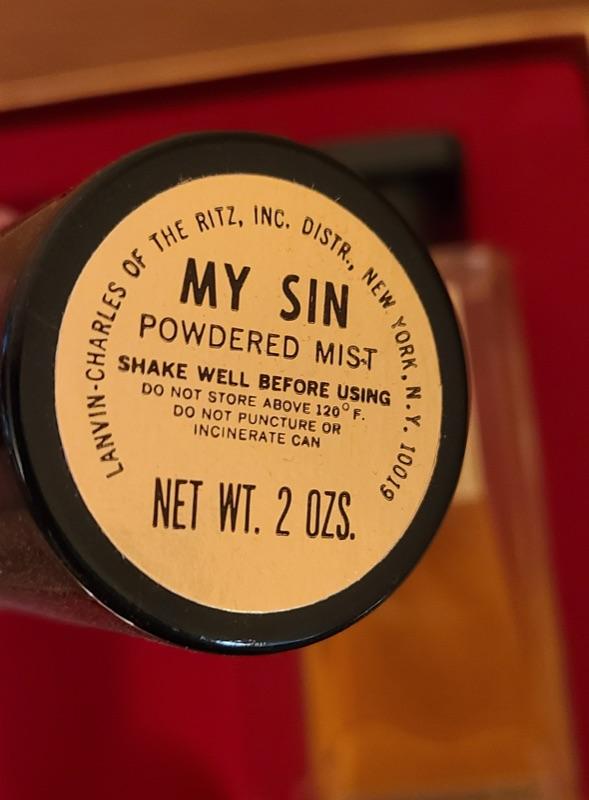 LANVIN-CHARLES OF THE RITZ, INC. DISTR., NEW YORK, N.Y. 10019
MY SIN
POWDERED MIST
SHAKE WELL BEFORE USING
DO NOT STORE ABOVE 120° F.
DO NOT PUNCTURE OR
INCINERATE CAN
NET WT. 2 OZS.